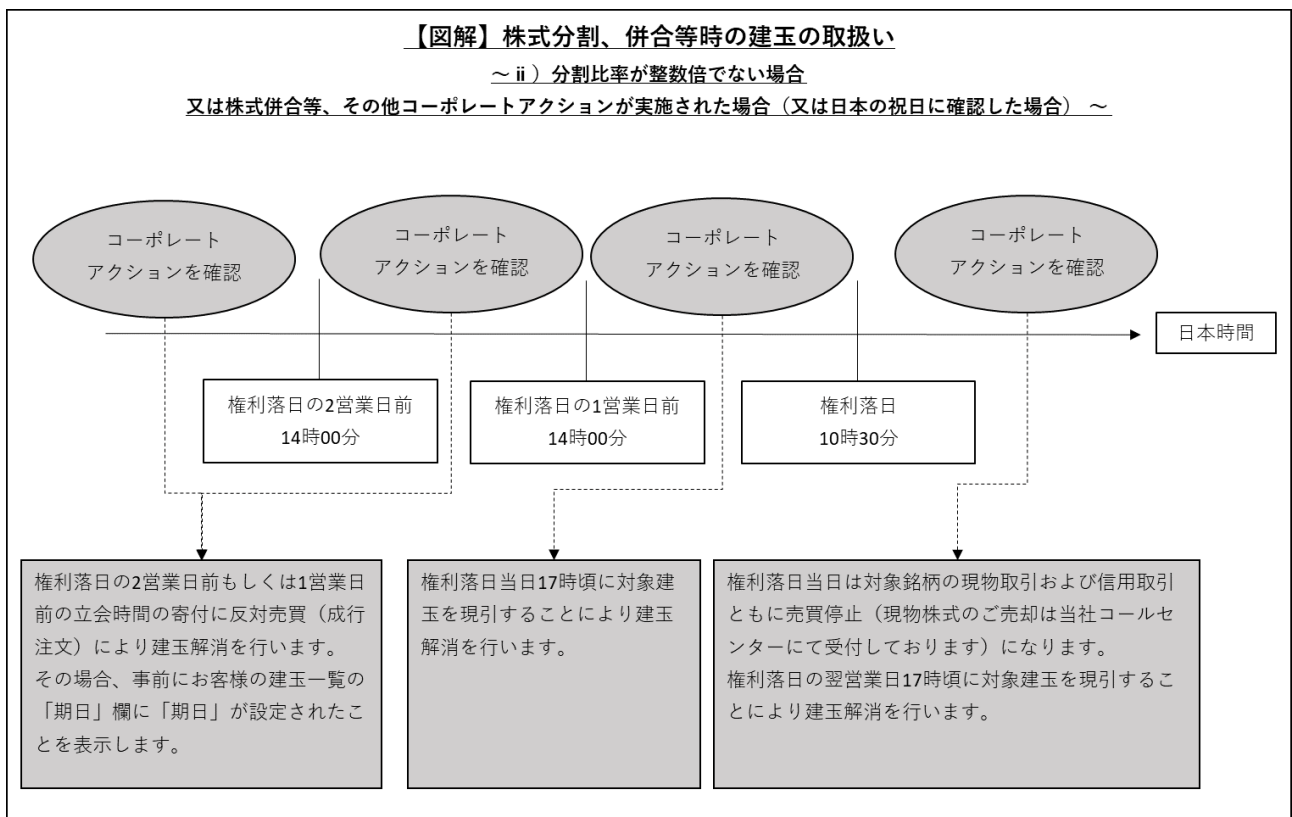 【図解】株式分割、併合等時の建玉の取扱い
～ ⅱ ）分割比率が整数倍でない場合
又は株式併合等、その他コーポレートアクションが実施された場合（又は日本の祝日に確認した場合） ～
コーポレート
アクションを確認
コーポレート
アクションを確認
コーポレート
アクションを確認
コーポレート
アクションを確認
日本時間
権利落日の2営業日前
14時00分
権利落日の1営業日前
14時00分
権利落日
10時30分
権利落日の2営業日前もしくは1営業日
前の立会時間の寄付に反対売買（成行
注文）により建玉解消を行います。
その場合、事前にお客様の建玉一覧の
「期日」欄に「期日」が設定されたこ
とを表示します。
権利落日当日17時頃に対象建
玉を現引することにより建玉
解消を行います。
権利落日当日は対象銘柄の現物取引および信用取引
ともに売買停止（現物株式のご売却は当社コールセ
ンターにて受付しております）になります。
権利落日の翌営業日17時頃に対象建玉を現引するこ
とにより建玉解消を行います。